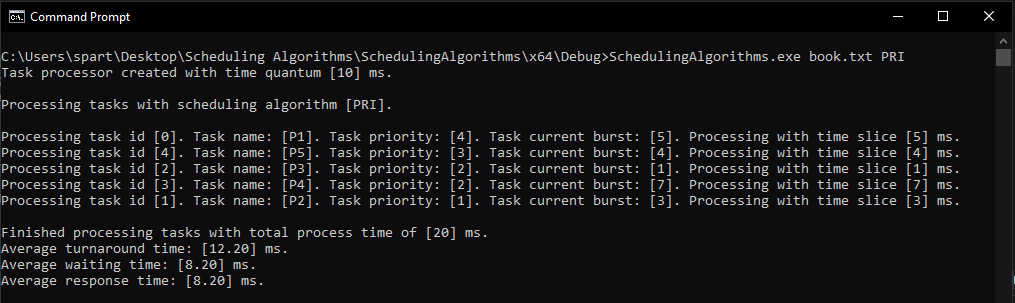 Command Prompt
C:\Users\spart\Desktop\Scheduling Algorithms\SchedulingAlgorithms\x64\Debug>SchedulingAlgorithms.exe book.txt PRI
Task processor created with time quantum [10] ms.
Processing tasks with scheduling algorithm [PRI].
Processing task id [0]. Task name: [P1]. Task priority: [4]. Task current burst: [5]. Processing with time slice [5] ms.
Processing task id [4]. Task name: [P5]. Task priority: [3]. Task current burst: [4]. Processing with time slice [4] ms.
Processing task id [2]. Task name: [P3]. Task priority: [2]. Task current burst: [1]. Processing with time slice [1] ms.
Processing task id [3]. Task name: [P4]. Task priority: [2]. Task current burst: [7]. Processing with time slice [7] ms.
Processing task id [1]. Task name: [P2]. Task priority: [1]. Task current burst: [3]. Processing with time slice [3] ms.
Finished processing tasks with total process time of [20] ms.
Average turnaround time: [12.20] ms.
Average waiting time: [8.20] ms.
Average response time: [8.20] ms.